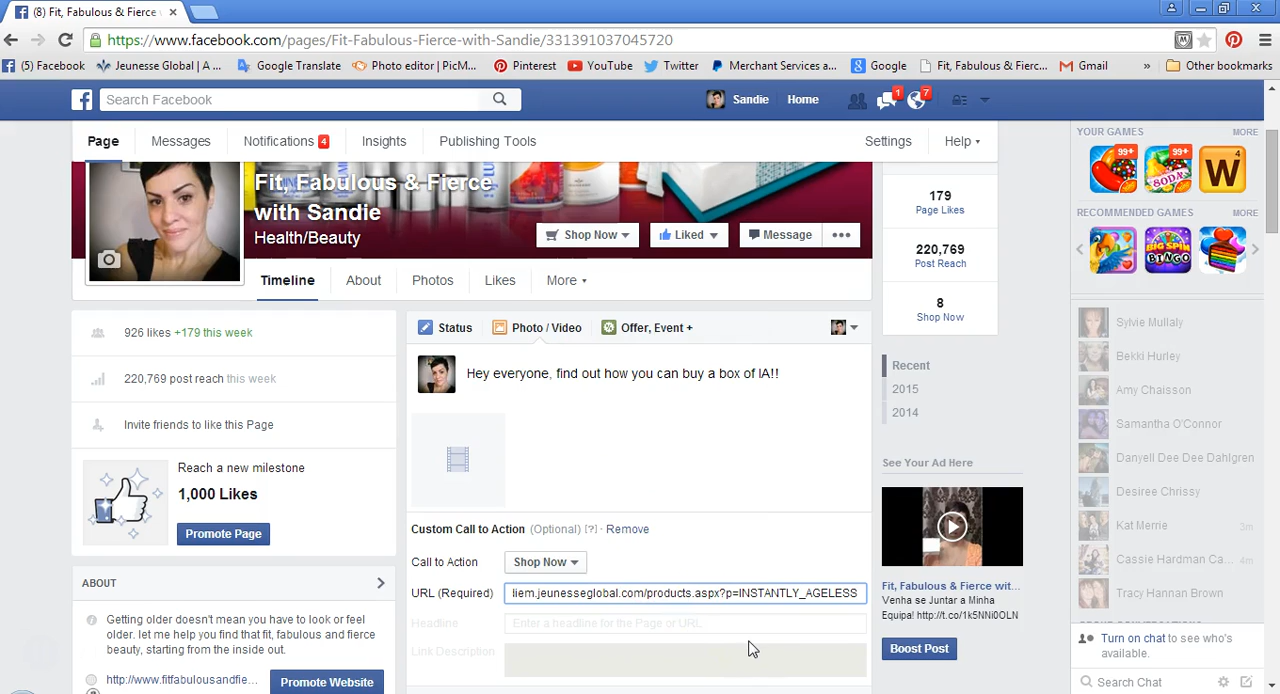 (8) Fit, Fabulous & Fierce
https://www.facebook.com/pages/Fit-Fabulous-Fierce-with-Sandie/331391037045720
(5) Facebook
Jeunesse Global | A ...
Google Translate
Photo editor | PicM...
Pinterest
YouTube
Twitter
Merchant Services a...
Google
Fit, Fabulous & Fierc...
Gmail
»
Other bookmarks
Search Facebook
Sandie
Home
1
7
Page
Messages
Notifications 4
Insights
Publishing Tools
Settings
Help
Fit, Fabulous & Fierce
with Sandie
Health/Beauty
Shop Now
Liked
Message
•••
Timeline
About
Photos
Likes
More
179
Page Likes
220,769
Post Reach
8
Shop Now
926 likes +179 this week
220,769 post reach this week
Invite friends to like this Page
Reach a new milestone
1,000 Likes
Promote Page
ABOUT
Getting older doesn't mean you have to look or feel
older. let me help you find that fit, fabulous and fierce
beauty, starting from the inside out.
http://www.fitfabulousandfie...
Promote Website
Status
Photo / Video
Offer, Event +
Hey everyone, find out how you can buy a box of IA!!
Custom Call to Action (Optional) [?] · Remove
Call to Action
Shop Now
URL (Required)
liem.jeunesseglobal.com/products.aspx?p=INSTANTLY_AGELESS
Headline
Enter a headline for the Page or URL.
Link Description
Recent
2015
2014
See Your Ad Here
Fit, Fabulous & Fierce wit...
Venha se Juntar a Minha
Equipa! http://t.co/1k5NNi0OLN
Boost Post
YOUR GAMES
MORE
99+
99+
SODA
W
4
RECOMMENDED GAMES
MORE
BIG SPIN
BINGO
Sylvie Mullaly
Bekki Hurley
Amy Chaisson
Samantha O'Connor
Danyell Dee Dee Dahlgren
Desiree Chrissy
Kat Merrie
3m
Cassie Hardman Ca...
4m
Tracy Hannan Brown
Turn on chat to see who's
available.
Search Chat